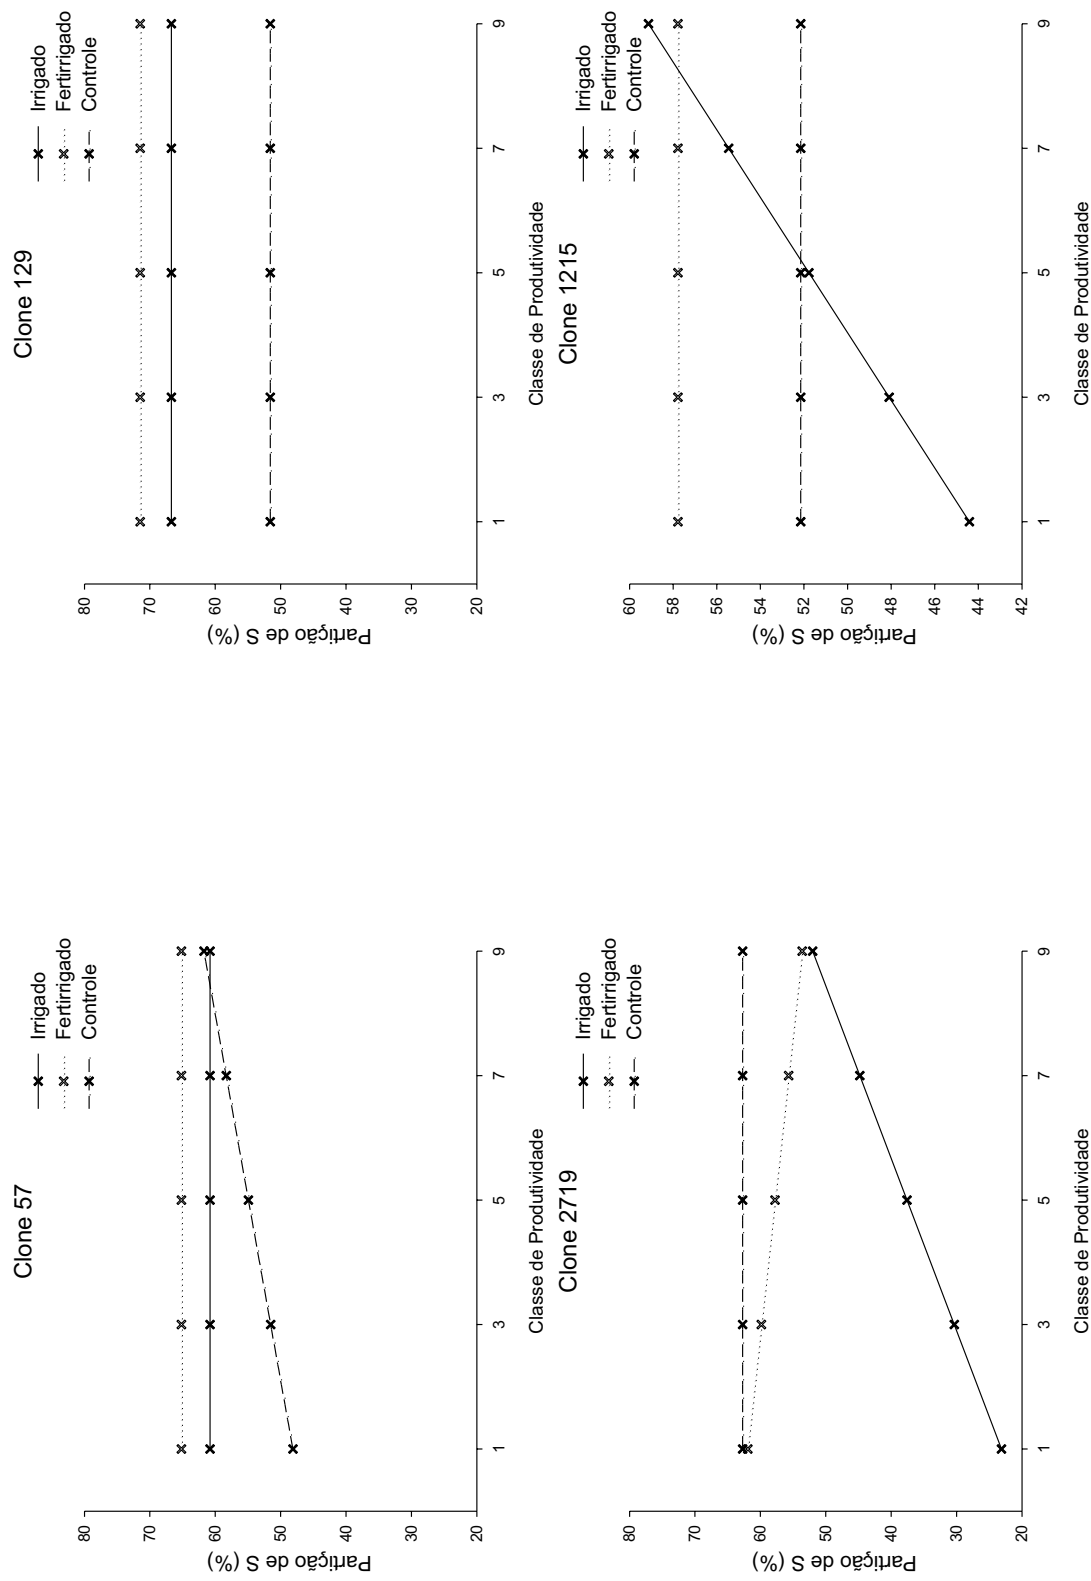 Clone 57
Irrigado
Fertirrigado
Controle
Partição de S (%)
80
70
60
50
40
30
20
1
3
5
7
9
Classe de Produtividade
Clone 129
Irrigado
Fertirrigado
Controle
Partição de S (%)
80
70
60
50
40
30
20
1
3
5
7
9
Classe de Produtividade
Clone 2719
Irrigado
Fertirrigado
Controle
Partição de S (%)
80
70
60
50
40
30
20
1
3
5
7
9
Classe de Produtividade
Clone 1215
Irrigado
Fertirrigado
Controle
Partição de S (%)
60
58
56
54
52
50
48
46
44
42
1
3
5
7
9
Classe de Produtividade